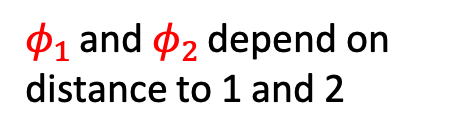 ϕ₁ and ϕ₂ depend on
distance to 1 and 2